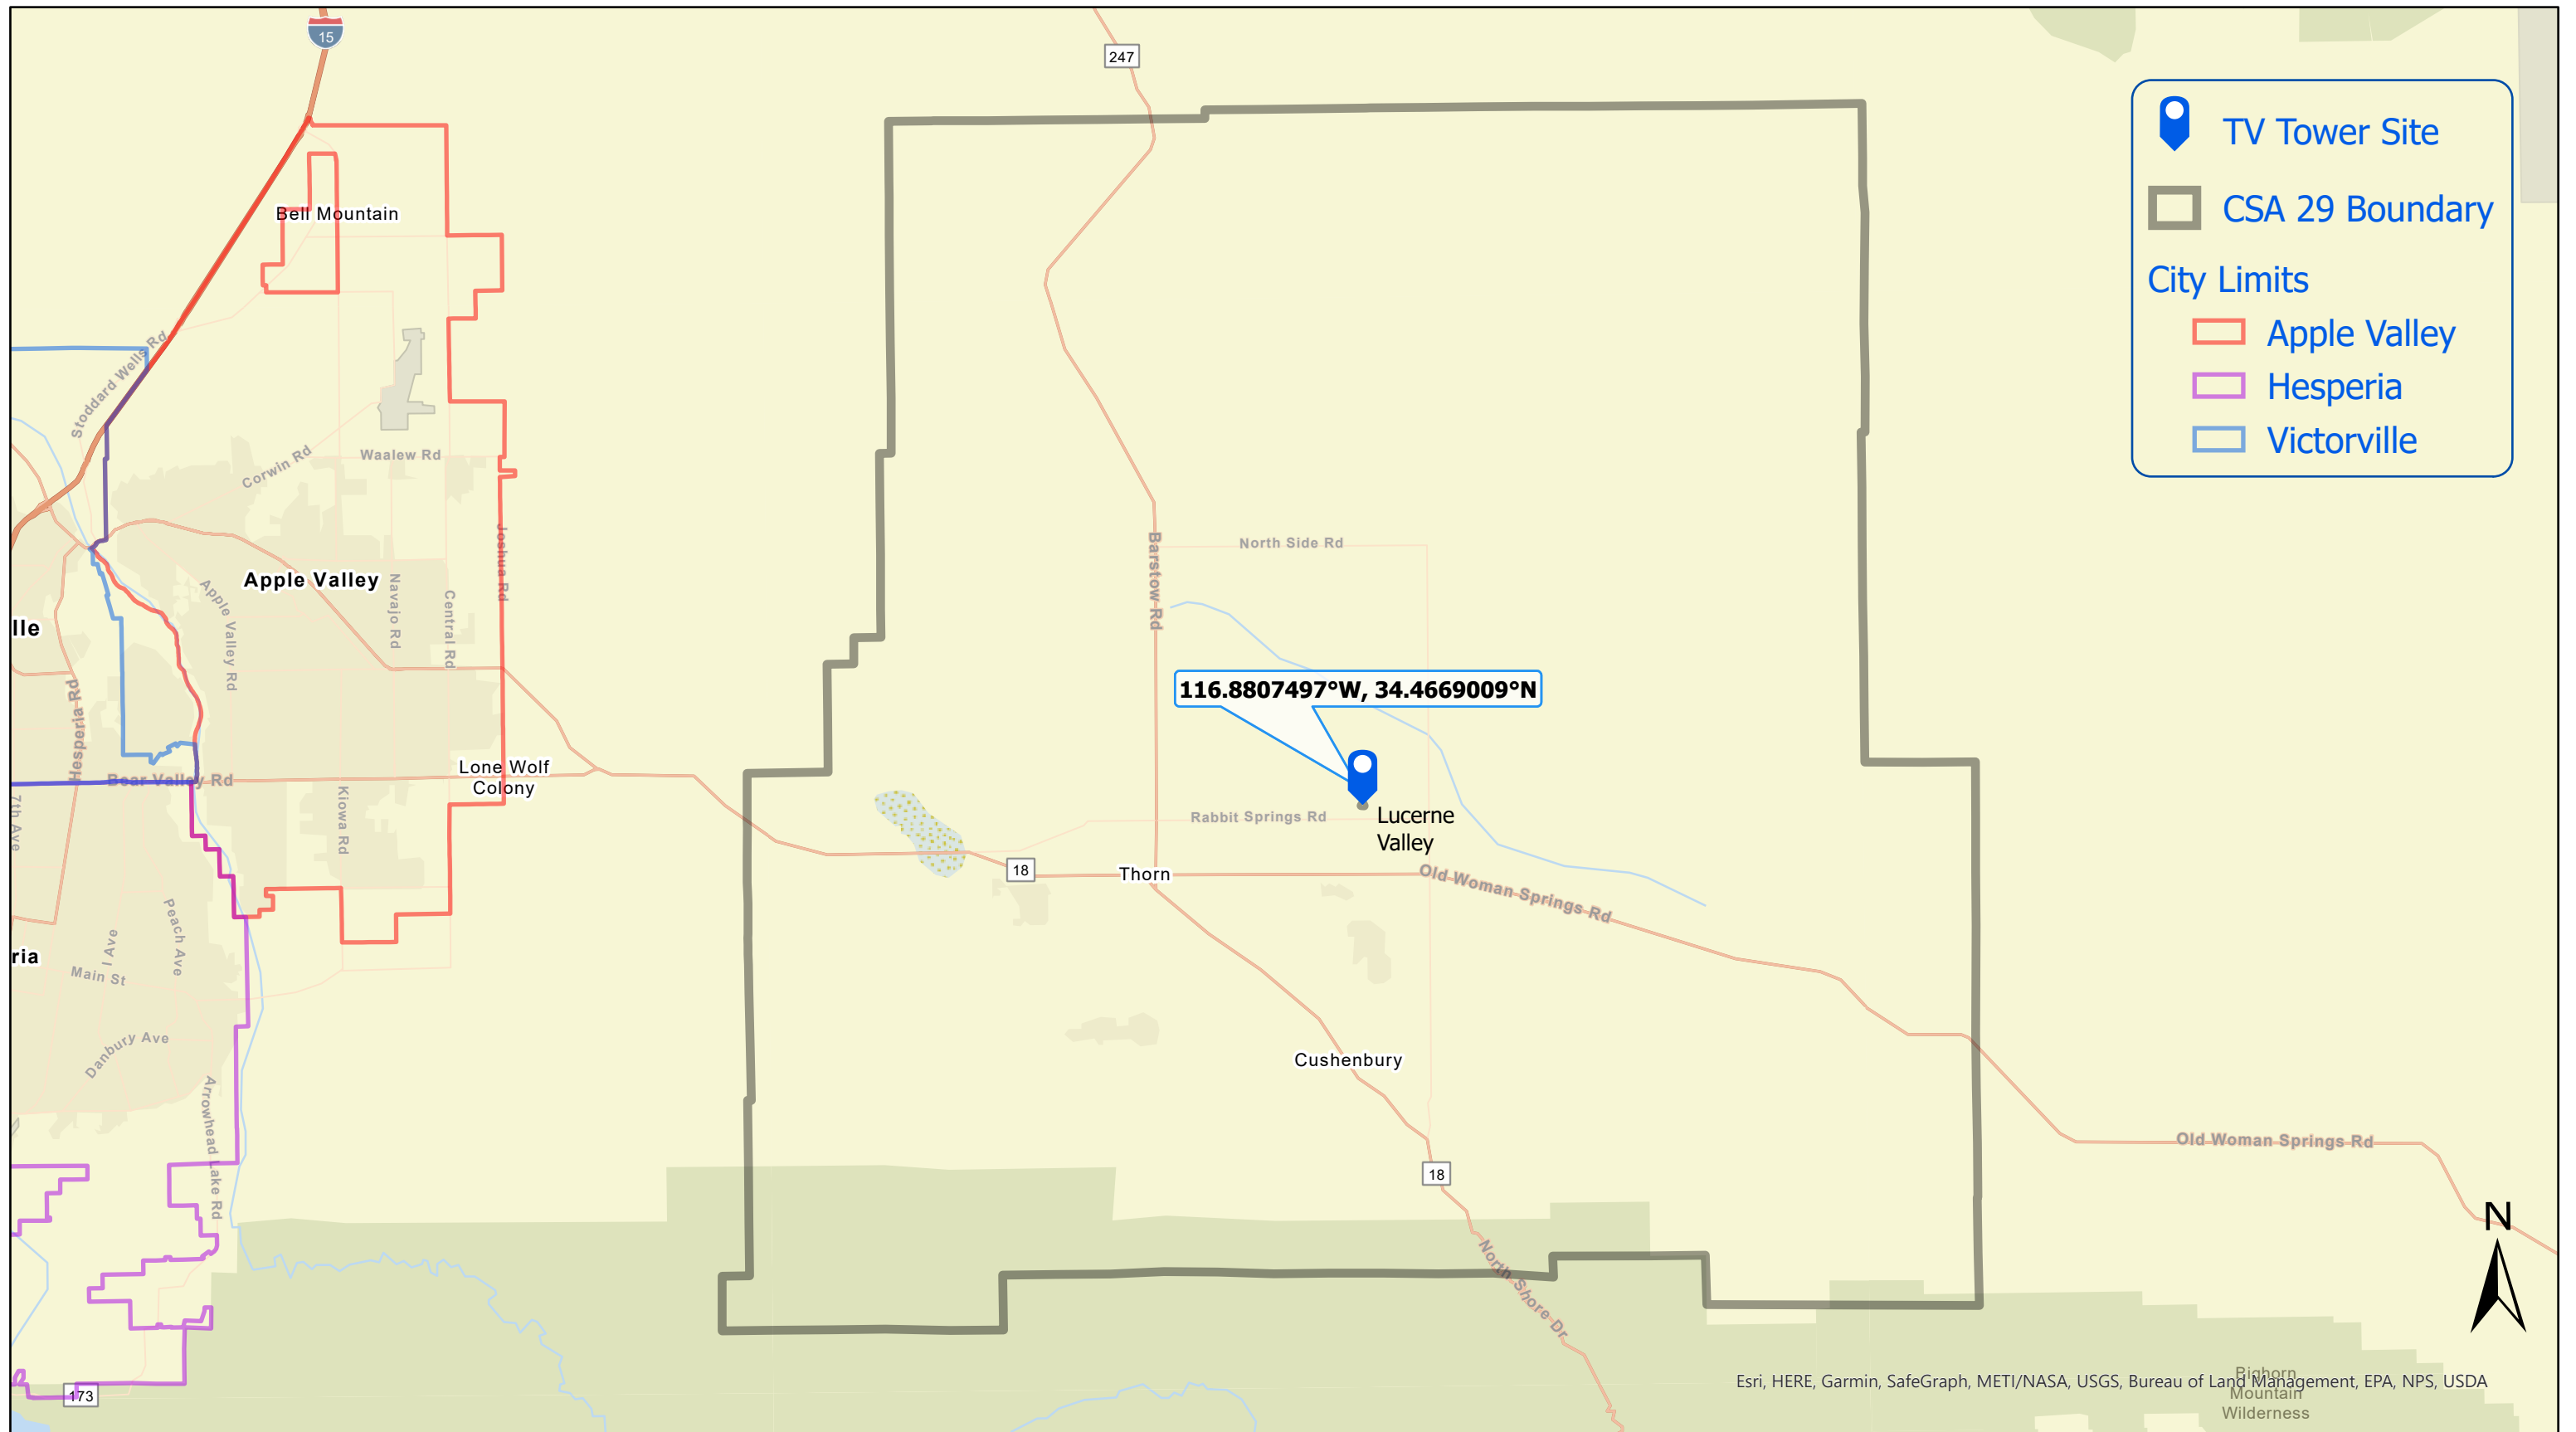 15
247
TV Tower Site
CSA 29 Boundary
City Limits
Apple Valley
Hesperia
Victorville
Bell Mountain
Stoddard Wells Rd
Corwin Rd
Waalew Rd
Joshua Rd
North Side Rd
Barstow Rd
Apple Valley
Apple Valley Rd
Navajo Rd
Central Rd
lle
Hesperia Rd
116.8807497°W, 34.4669009°N
Lone Wolf
Colony
Bear Valley Rd
7th Ave
Kiowa Rd
Rabbit Springs Rd
Lucerne
Valley
18
Thorn
Old Woman Springs Rd
Peach Ave
I Ave
ria
Main St
Danbury Ave
Cushenbury
Arrowhead Lake Rd
Old Woman Springs Rd
18
North Shore Dr
N
173
Bighorn
Mountain
Wilderness
Esri, HERE, Garmin, SafeGraph, METI/NASA, USGS, Bureau of Land Management, EPA, NPS, USDA